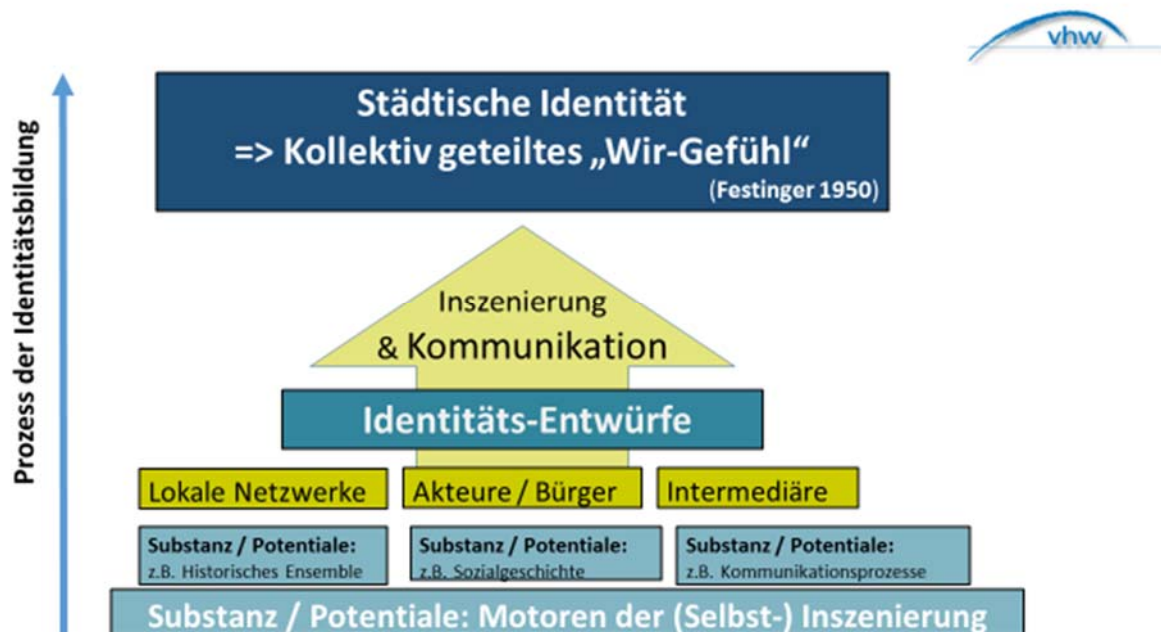 vhw
Prozess der Identitätsbildung
Städtische Identität
=> Kollektiv geteiltes „Wir-Gefühl“
(Festinger 1950)
Inszenierung
& Kommunikation
Identitäts-Entwürfe
Lokale Netzwerke
Akteure / Bürger
Intermediäre
Substanz / Potentiale:
z.B. Historisches Ensemble
Substanz / Potentiale:
z.B. Sozialgeschichte
Substanz / Potentiale:
z.B. Kommunikationsprozesse
Substanz / Potentiale: Motoren der (Selbst-) Inszenierung